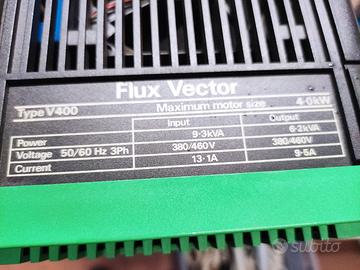 Flux Vector
Type V400 Maximum motor size 4·0kW
Input Output
Power 9·3kVA 6·2kVA
Voltage 50/60 Hz 3Ph 380/460V 380/460V
Current 13·1A 9·5A
subito